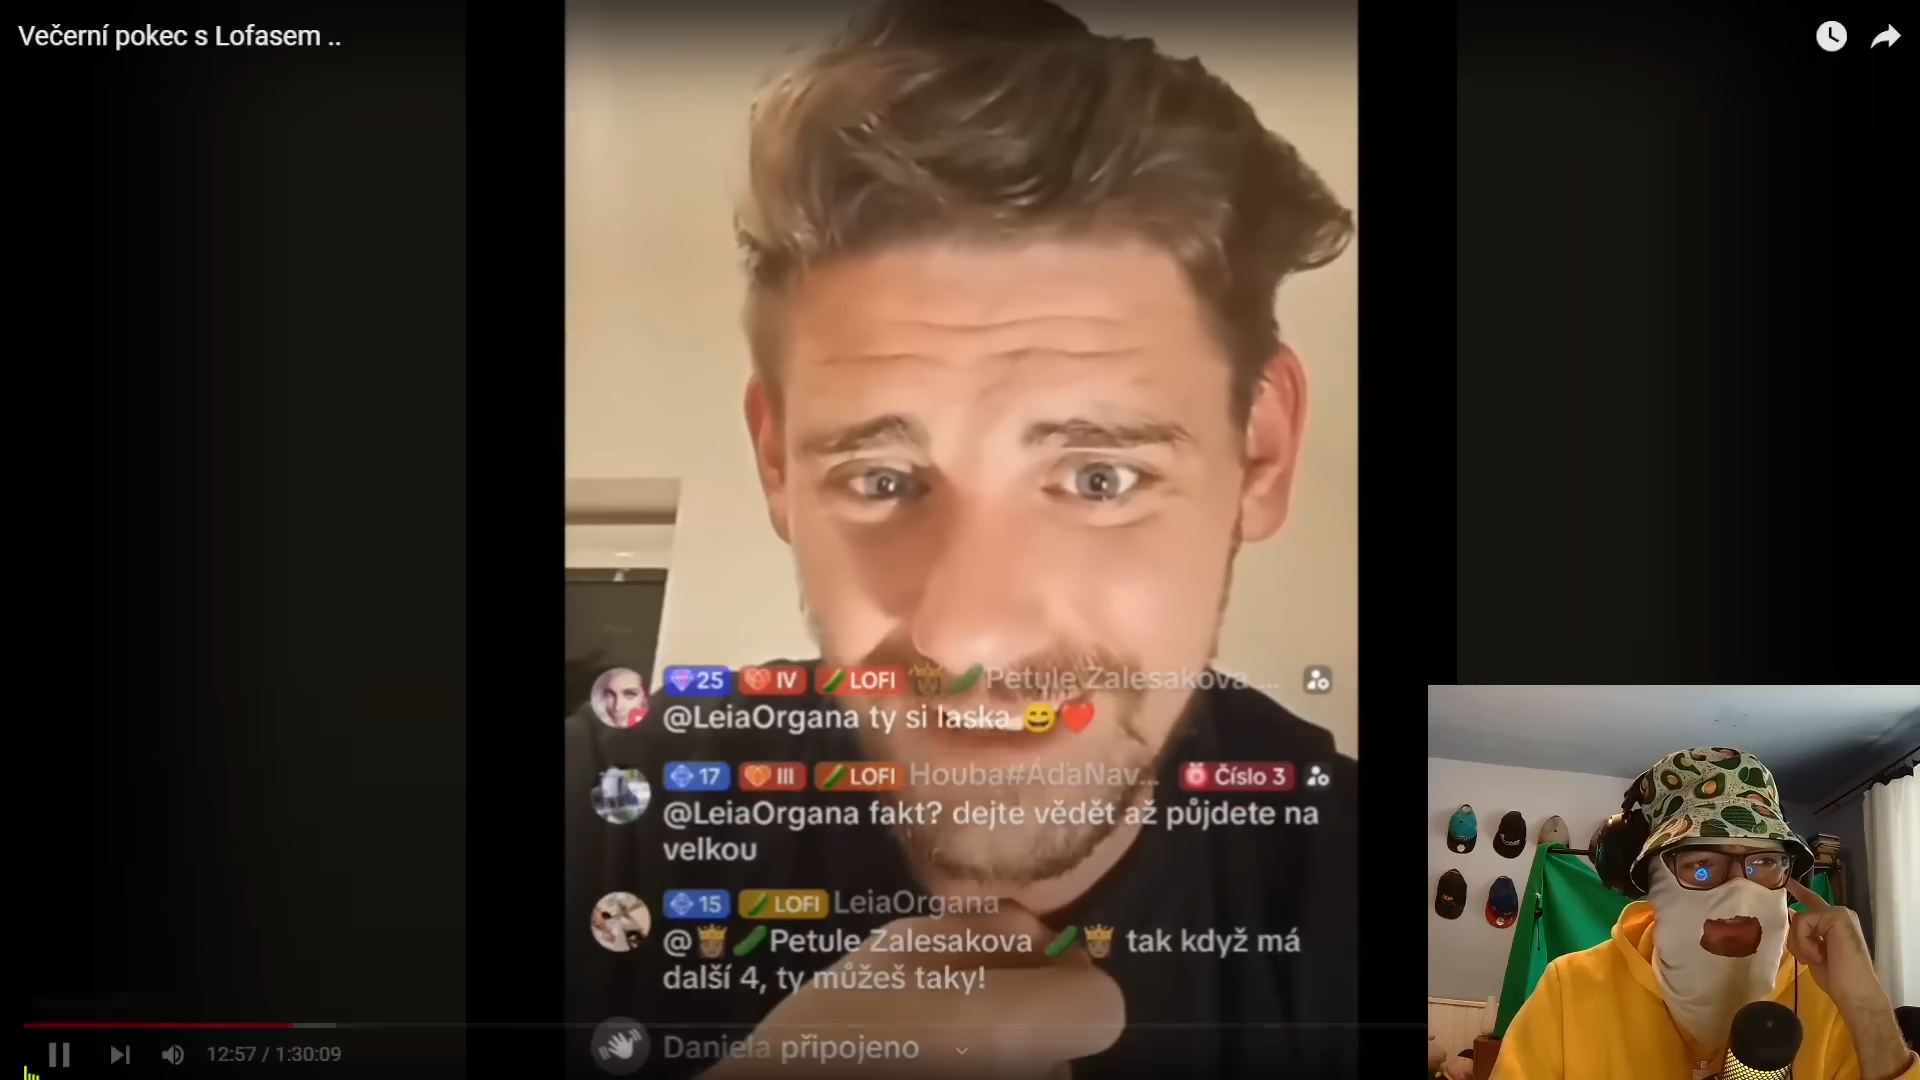 Večerní pokec s Lofasem ..
25 IV LOFI Petule Zalesakova ...
@LeiaOrgana ty si laska
17 III LOFI Houba#AďaNav... Číslo 3
@LeiaOrgana fakt? dejte vědět až půjdete na
velkou
15 LOFI LeiaOrgana
@Petule Zalesakova tak když má
další 4, ty můžeš taky!
Daniela připojeno
12:57 / 1:30:09